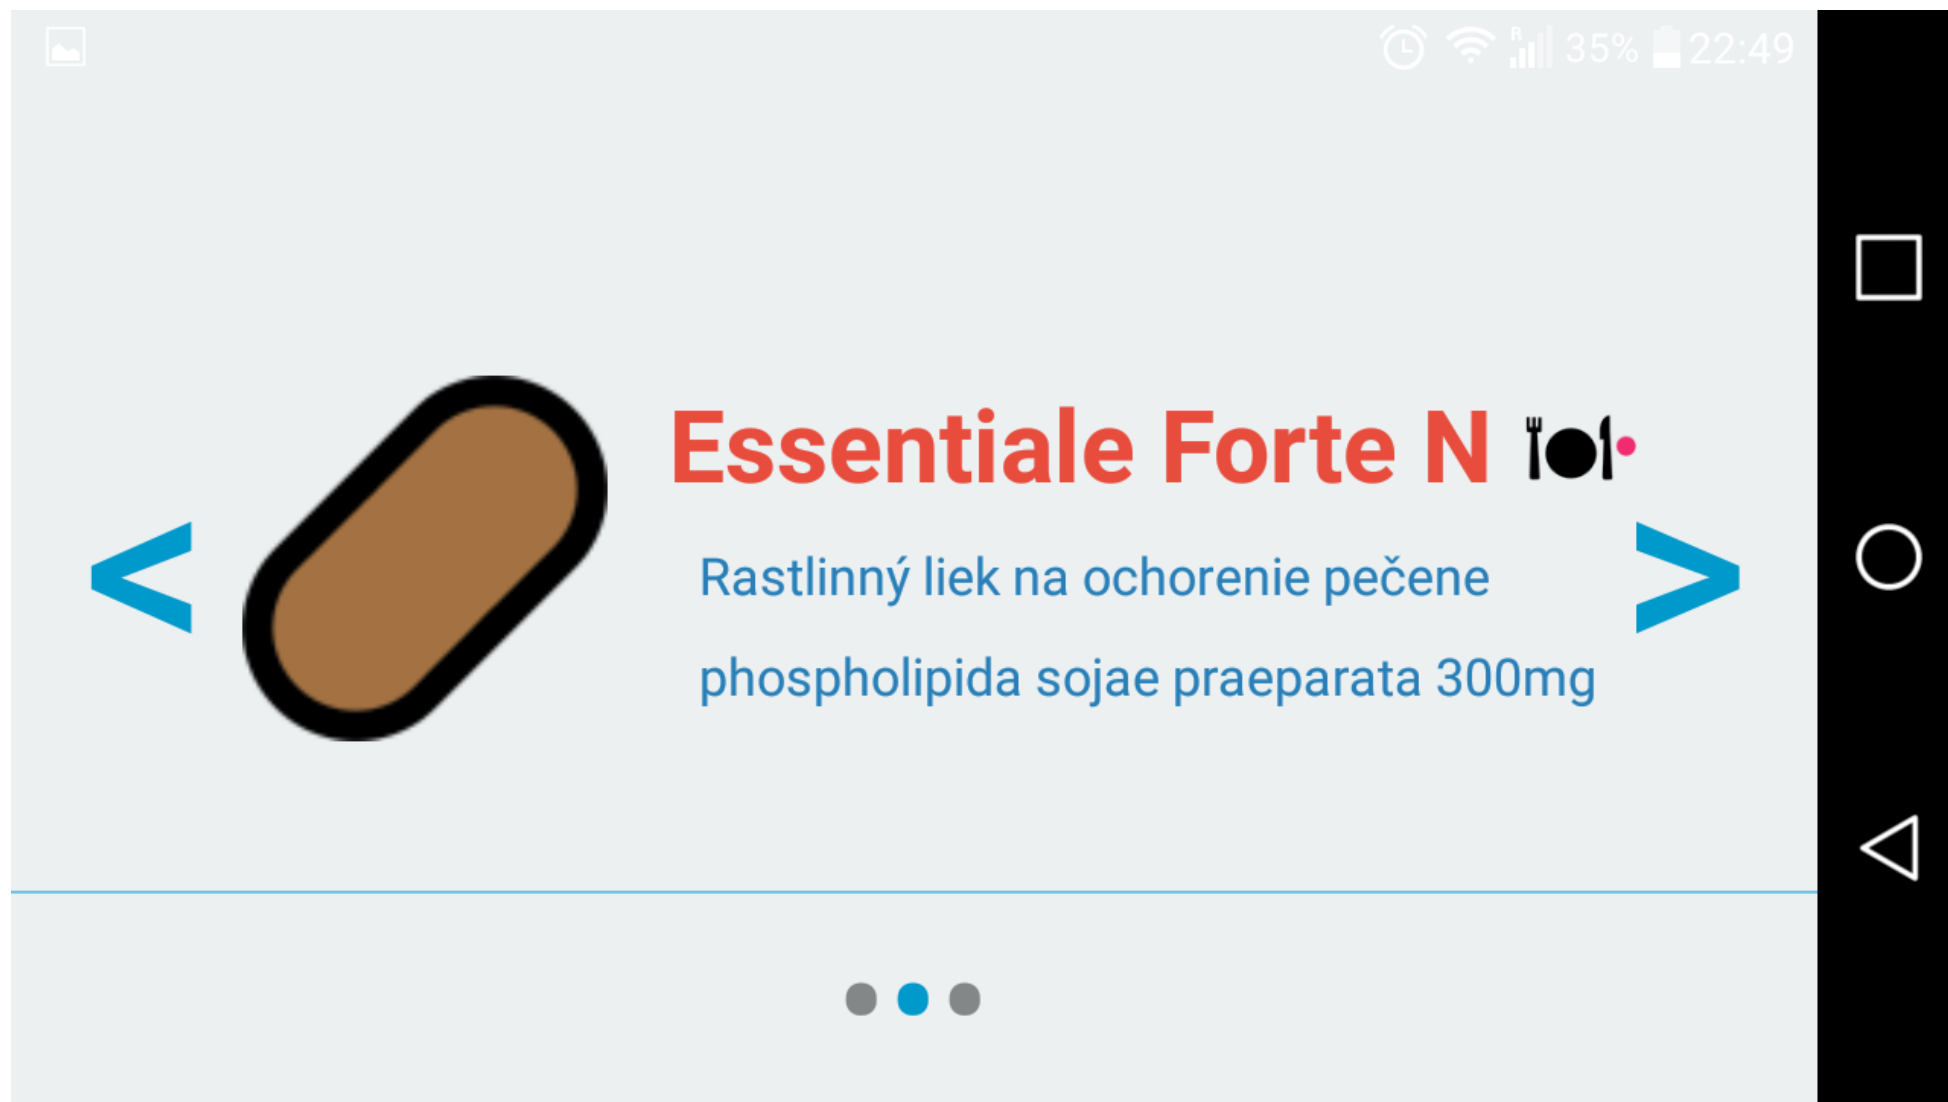 R 35% 22:49
Essentiale Forte N
< >
Rastlinný liek na ochorenie pečene
phospholipida sojae praeparata 300mg